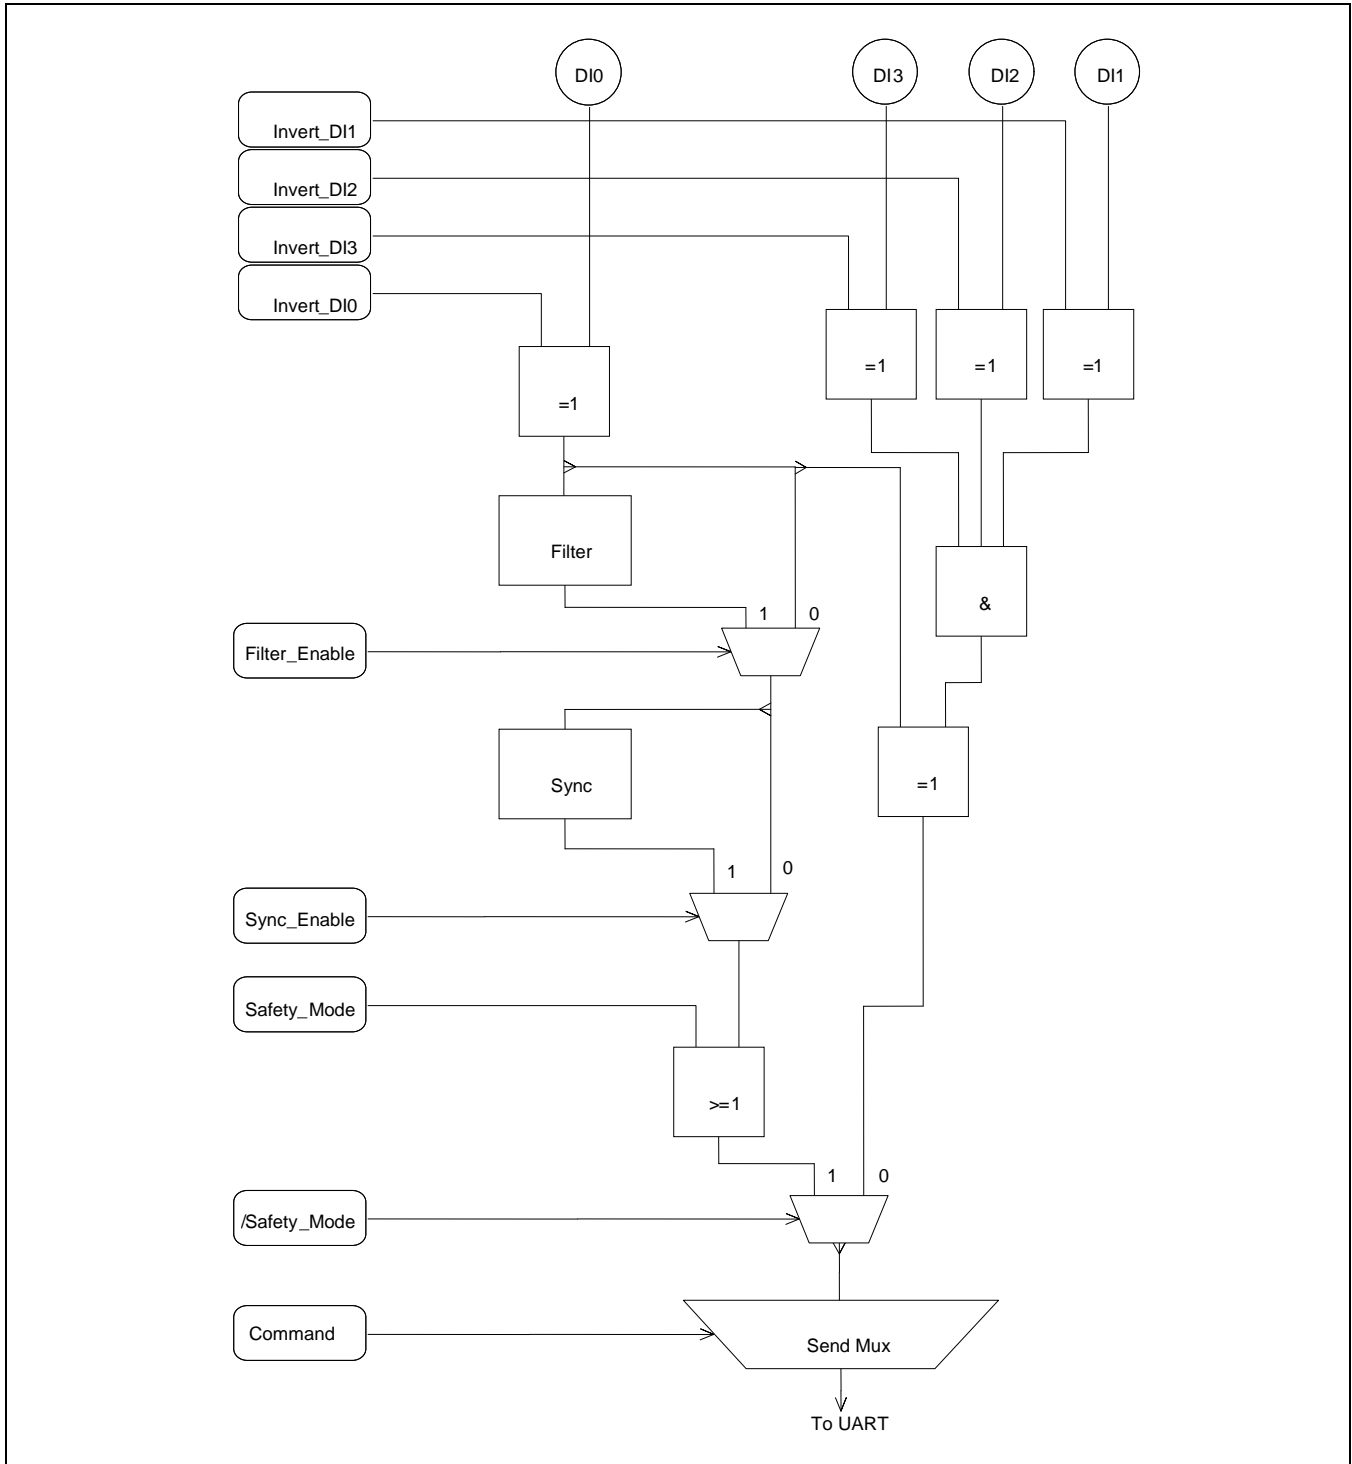 DI0
DI3
DI2
DI1
Invert_DI1
Invert_DI2
Invert_DI3
Invert_DI0
=1
=1
=1
=1
Filter
&
1
0
Filter_Enable
Sync
=1
1
0
Sync_Enable
Safety_Mode
>=1
1
0
/Safety_Mode
Command
Send Mux
To UART